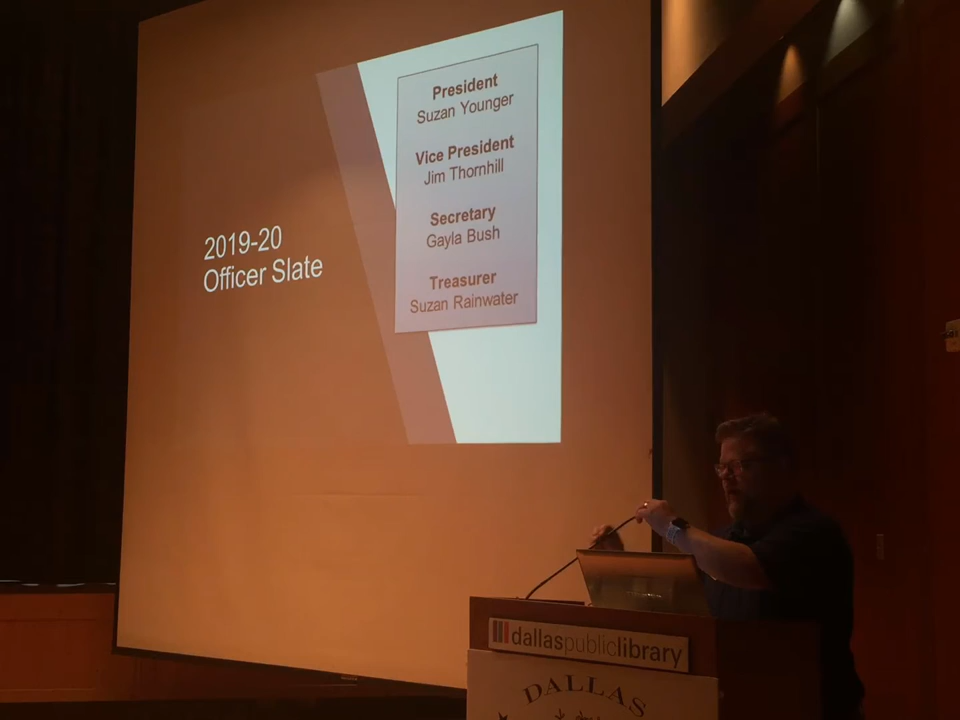 2019-20
Officer Slate
President
Suzan Younger
Vice President
Jim Thornhill
Secretary
Gayla Bush
Treasurer
Suzan Rainwater
dallaspubliclibrary
DALLAS